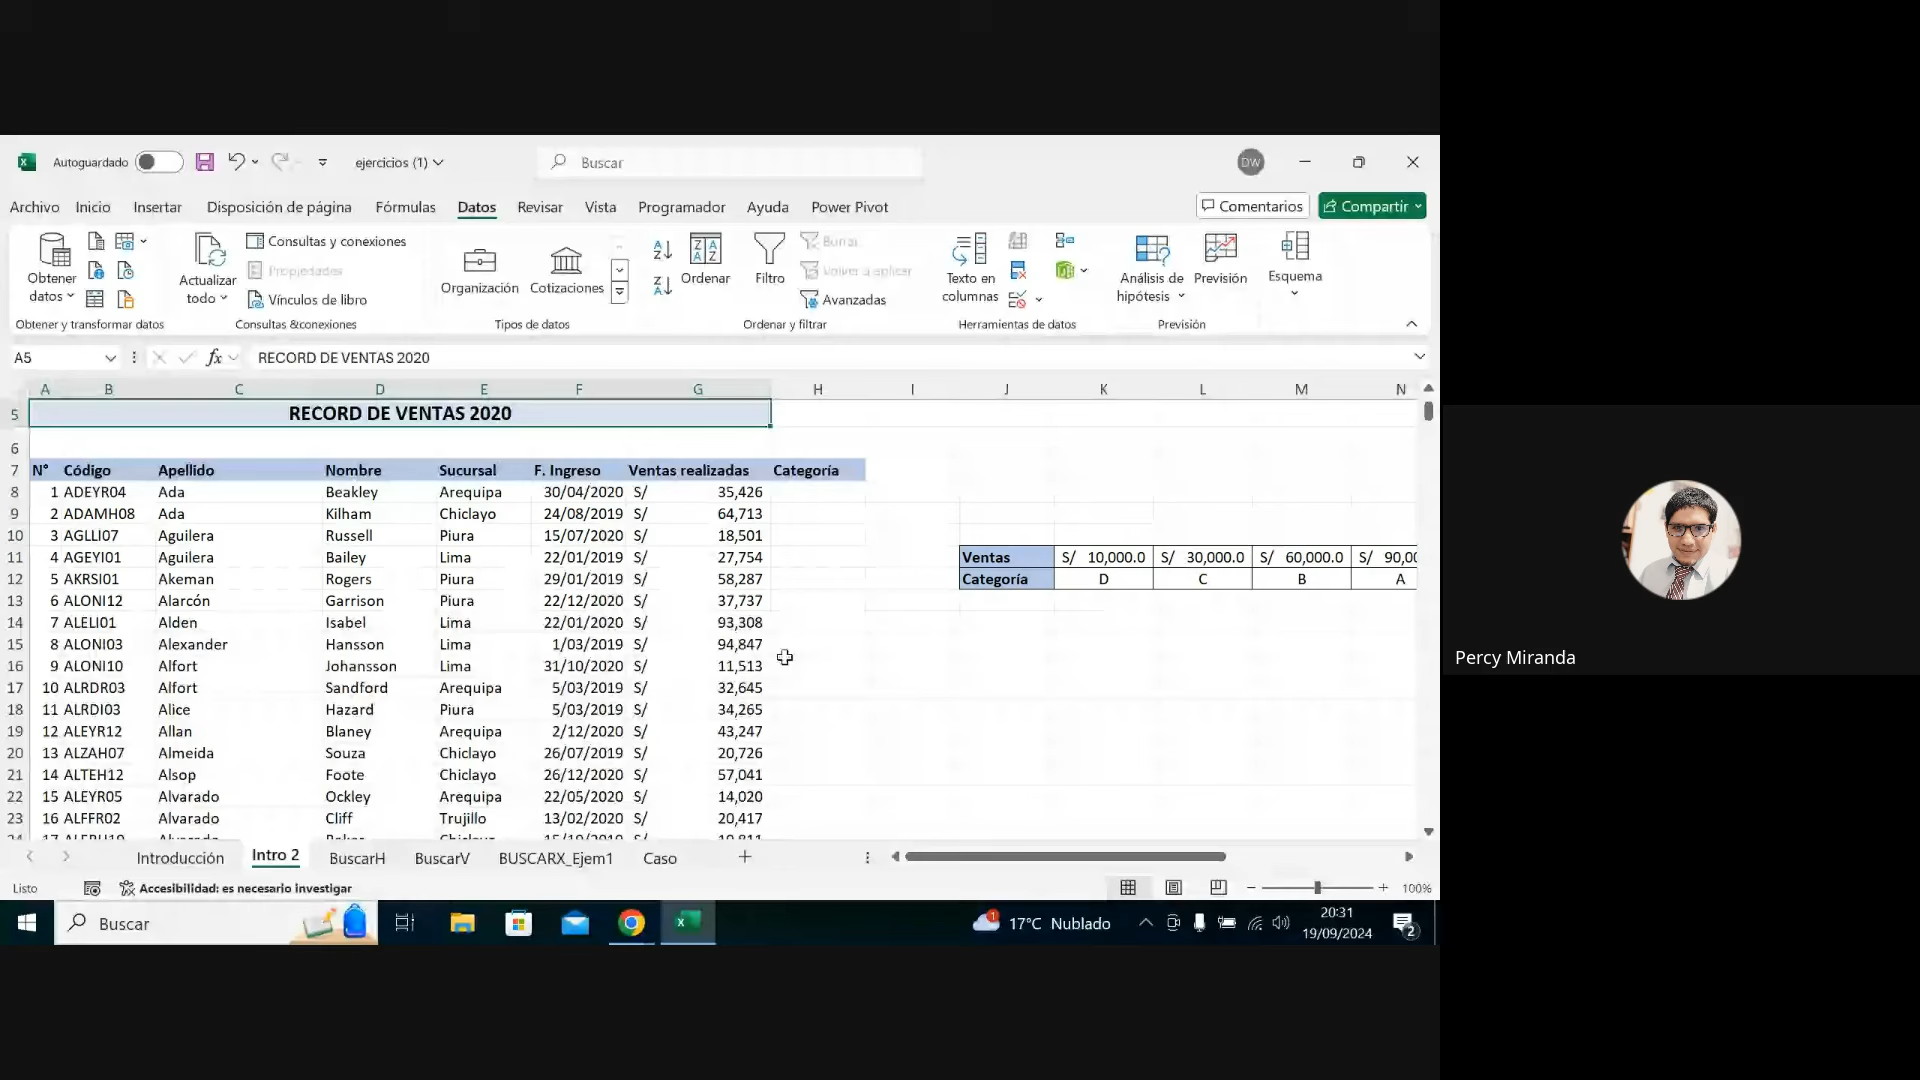 Autoguardado
ejercicios (1)
Buscar
DW
Archivo Inicio Insertar Disposición de página Fórmulas Datos Revisar Vista Programador Ayuda Power Pivot Comentarios Compartir
Obtener datos
Actualizar todo
Consultas y conexiones
Propiedades
Vínculos de libro
Organización
Cotizaciones
Ordenar
Filtro
Borrar
Volver a aplicar
Avanzadas
Texto en columnas
Análisis de hipótesis
Previsión
Esquema
Obtener y transformar datos Consultas &conexiones Tipos de datos Ordenar y filtrar Herramientas de datos Previsión
A5 fx RECORD DE VENTAS 2020
A B C D E F G H I J K L M N
5 RECORD DE VENTAS 2020
6
7 N° Código Apellido Nombre Sucursal F. Ingreso Ventas realizadas Categoría
8 1 ADEYR04 Ada Beakley Arequipa 30/04/2020 S/ 35,426
9 2 ADAMH08 Ada Kilham Chiclayo 24/08/2019 S/ 64,713
10 3 AGLLI07 Aguilera Russell Piura 15/07/2020 S/ 18,501
11 4 AGEYI01 Aguilera Bailey Lima 22/01/2019 S/ 27,754 Ventas S/ 10,000.0 S/ 30,000.0 S/ 60,000.0 S/ 90,00
12 5 AKRSI01 Akeman Rogers Piura 29/01/2019 S/ 58,287 Categoría D C B A
13 6 ALONI12 Alarcón Garrison Piura 22/12/2020 S/ 37,737
14 7 ALELI01 Alden Isabel Lima 22/01/2020 S/ 93,308
15 8 ALONI03 Alexander Hansson Lima 1/03/2019 S/ 94,847
16 9 ALONI10 Alfort Johansson Lima 31/10/2020 S/ 11,513
17 10 ALRDR03 Alfort Sandford Arequipa 5/03/2019 S/ 32,645
18 11 ALRDI03 Alice Hazard Piura 5/03/2019 S/ 34,265
19 12 ALEYR12 Allan Blaney Arequipa 2/12/2020 S/ 43,247
20 13 ALZAH07 Almeida Souza Chiclayo 26/07/2019 S/ 20,726
21 14 ALTEH12 Alsop Foote Chiclayo 26/12/2020 S/ 57,041
22 15 ALEYR05 Alvarado Ockley Arequipa 22/05/2020 S/ 14,020
23 16 ALFFR02 Alvarado Cliff Trujillo 13/02/2020 S/ 20,417
Introducción Intro 2 BuscarH BuscarV BUSCARX_Ejem1 Caso
Listo Accesibilidad: es necesario investigar 100%
Buscar
1
17°C Nublado
20:31
19/09/2024
2
Percy Miranda